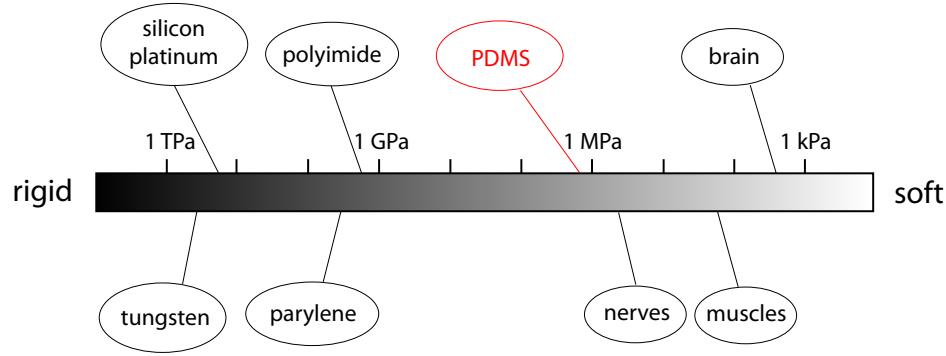 silicon
platinum
polyimide
PDMS
brain
1 TPa
1 GPa
1 MPa
1 kPa
rigid
soft
tungsten
parylene
nerves
muscles